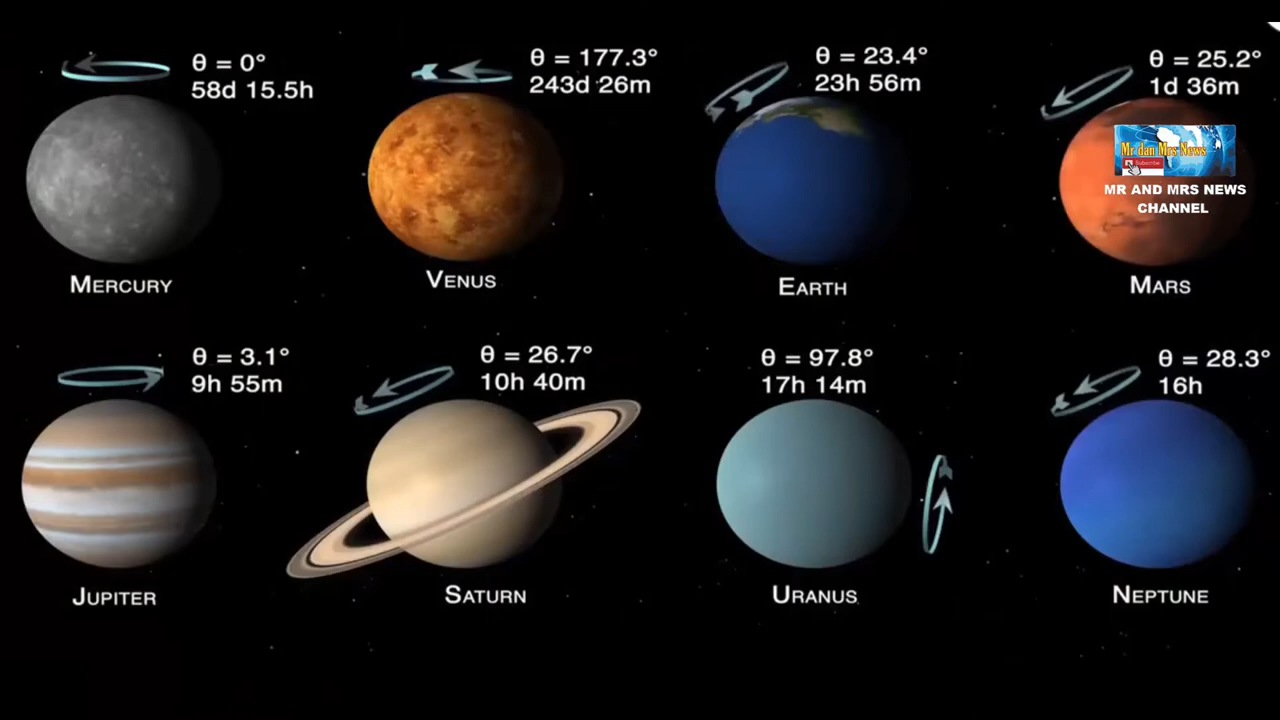 θ = 0°
58d 15.5h
MERCURY
θ = 177.3°
243d 26m
VENUS
θ = 23.4°
23h 56m
EARTH
θ = 25.2°
1d 36m
Mr dan Mrs News
Subscribe
MR AND MRS NEWS
CHANNEL
MARS
θ = 3.1°
9h 55m
JUPITER
θ = 26.7°
10h 40m
SATURN
θ = 97.8°
17h 14m
URANUS
θ = 28.3°
16h
NEPTUNE